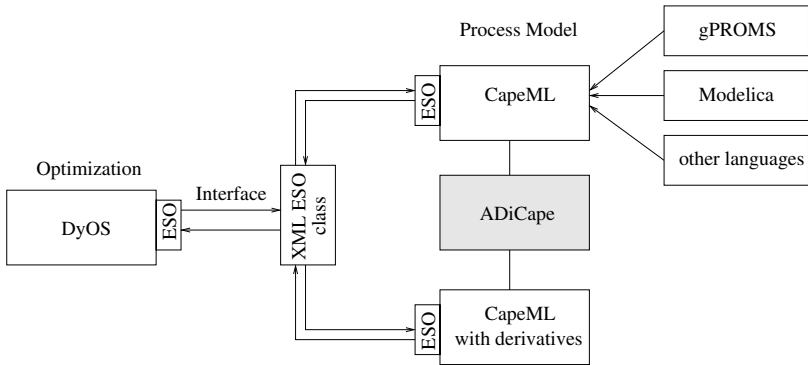 Process Model
gPROMS
ESO
CapeML
Modelica
other languages
Optimization
Interface
DyOS
ESO
XML ESO
class
ADiCape
ESO
CapeML
with derivatives